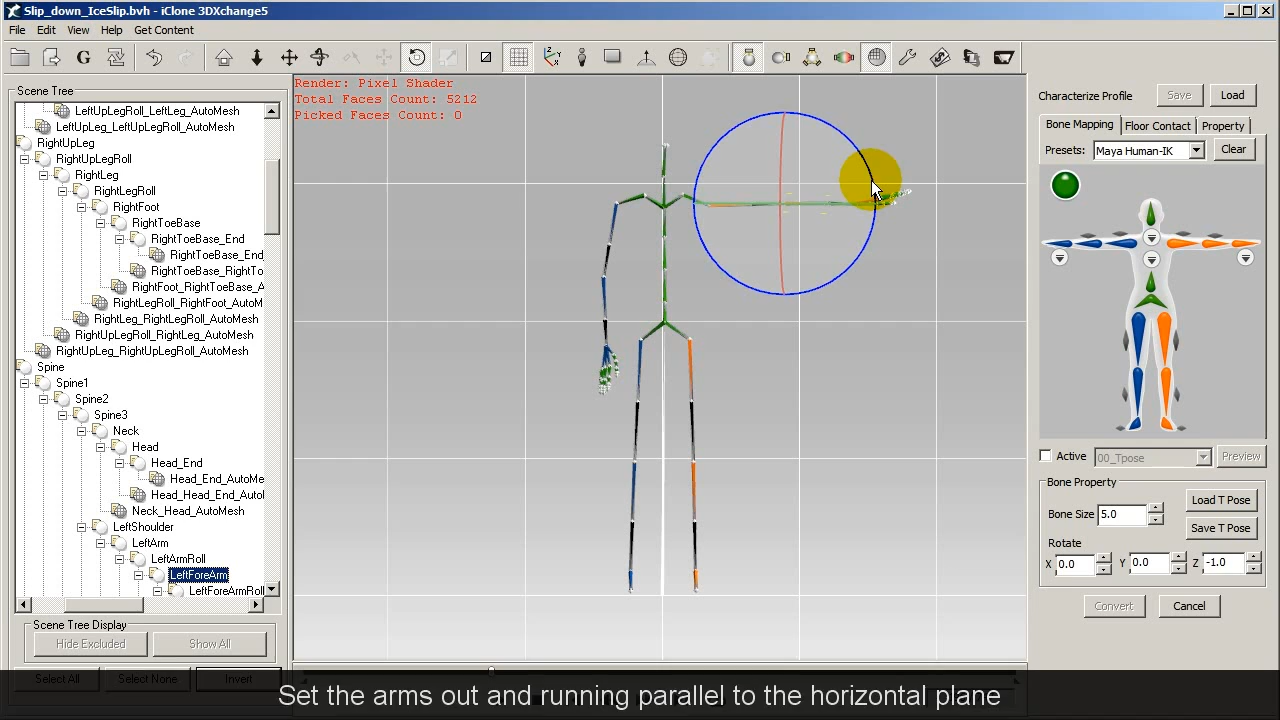 Slip_down_IceSlip.bvh - iClone 3DXchange5
File Edit View Help Get Content
Scene Tree
LeftUpLegRoll_LeftLeg_AutoMesh
LeftUpLeg_LeftUpLegRoll_AutoMesh
RightUpLeg
RightUpLegRoll
RightLeg
RightLegRoll
RightFoot
RightToeBase
RightToeBase_End
RightToeBase_End_
RightToeBase_RightTo
RightFoot_RightToeBase_A
RightLegRoll_RightFoot_AutoM
RightLeg_RightLegRoll_AutoMesh
RightUpLegRoll_RightLeg_AutoMesh
RightUpLeg_RightUpLegRoll_AutoMesh
Spine
Spine1
Spine2
Spine3
Neck
Head
Head_End
Head_End_AutoMe
Head_Head_End_Autol
Neck_Head_AutoMesh
LeftShoulder
LeftArm
LeftArmRoll
LeftForeArm
LeftForeArmRoll
Scene Tree Display
Hide Excluded Show All
Select All Select None Invert
Render: Pixel Shader
Total Faces Count: 5212
Picked Faces Count: 0
Characterize Profile Save Load
Bone Mapping Floor Contact Property
Presets: Maya Human-IK Clear
Active 00_Tpose Preview
Bone Property
Bone Size 5.0 Load T Pose
Save T Pose
Rotate
X 0.0 Y 0.0 Z -1.0
Convert Cancel
Set the arms out and running parallel to the horizontal plane